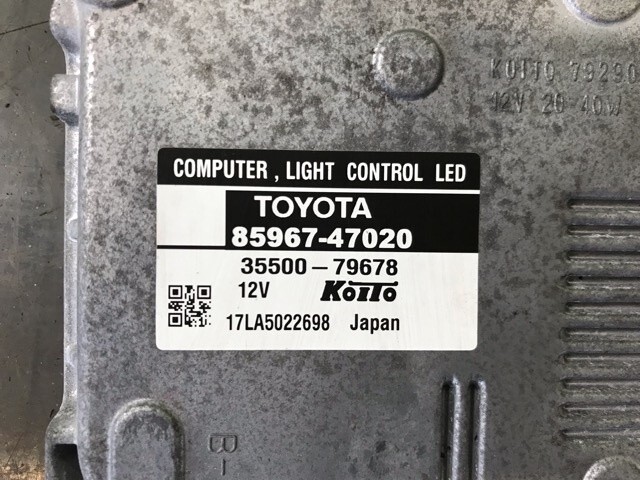 KOITO 79290
12V 20-40W
COMPUTER , LIGHT CONTROL LED
TOYOTA
85967-47020
35500-79678
12V KOITO
17LA5022698 Japan
B-